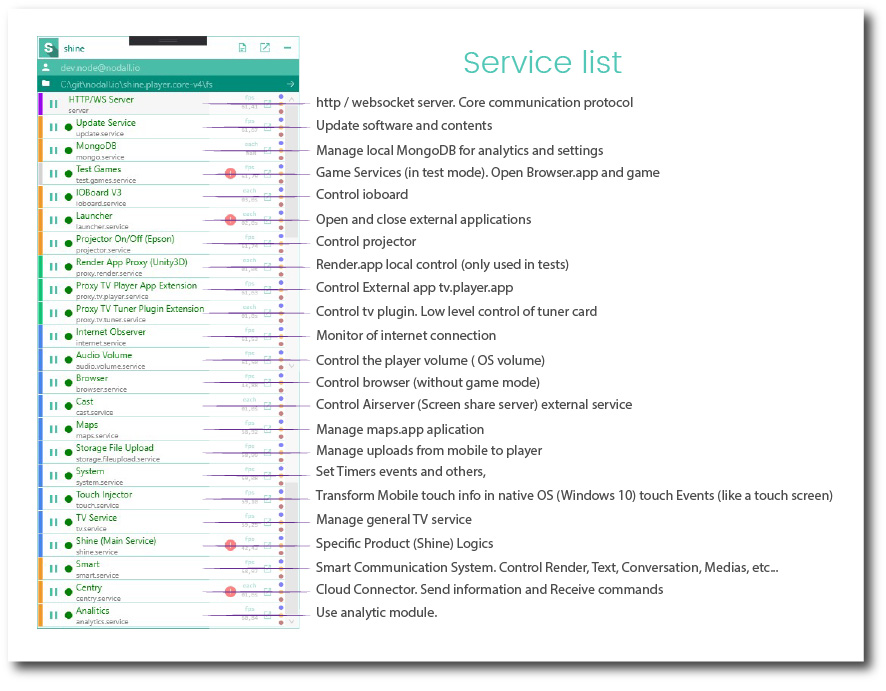 Service list
S shine
dev.node@nodall.io
C:\git\nodall.io\shine.player.core-v4\fs
HTTP/WS Server
server
http / websocket server. Core communication protocol
Update Service
update.service
Update software and contents
MongoDB
mongo.service
Manage local MongoDB for analytics and settings
Test Games
test.games.service
Game Services (in test mode). Open Browser.app and game
IOBoard V3
ioboard.service
Control ioboard
Launcher
launcher.service
Open and close external applications
Projector On/Off (Epson)
projector.service
Control projector
Render App Proxy (Unity3D)
proxy.render.service
Render.app local control (only used in tests)
Proxy TV Player App Extension
proxy.tv.player.service
Control External app tv.player.app
Proxy TV Tuner Plugin Extension
proxy.tv.tuner.service
Control tv plugin. Low level control of tuner card
Internet Observer
internet.service
Monitor of internet connection
Audio Volume
audio.volume.service
Control the player volume ( OS volume)
Browser
browser.service
Control browser (without game mode)
Cast
cast.service
Control Airserver (Screen share server) external service
Maps
maps.service
Manage maps.app aplication
Storage File Upload
storage.fileupload.service
Manage uploads from mobile to player
System
system.service
Set Timers events and others,
Touch Injector
touch.service
Transform Mobile touch info in native OS (Windows 10) touch Events (like a touch screen)
TV Service
tv.service
Manage general TV service
Shine (Main Service)
shine.service
Specific Product (Shine) Logics
Smart
smart.service
Smart Communication System. Control Render, Text, Conversation, Medias, etc...
Centry
centry.service
Cloud Connector. Send information and Receive commands
Analitics
analytics.service
Use analytic module.